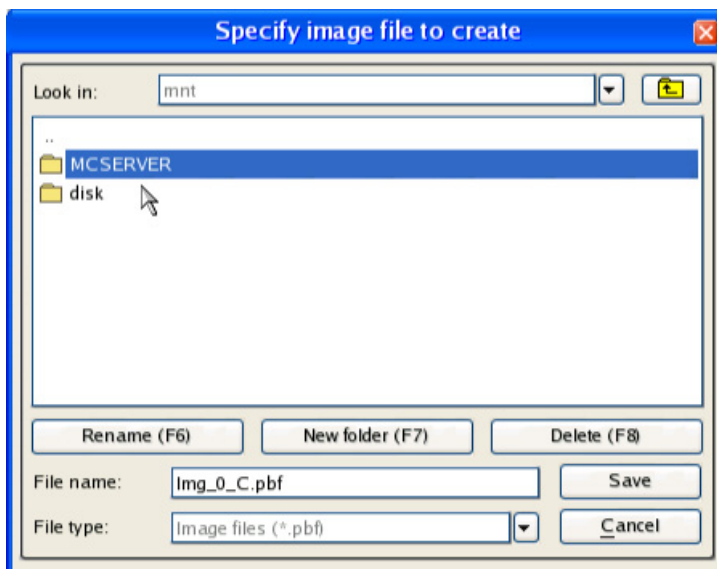 Specify image file to create
Look in: mnt
..
MCSERVER
disk
Rename (F6) New folder (F7) Delete (F8)
File name: Img_0_C.pbf Save
File type: Image files (*.pbf) Cancel